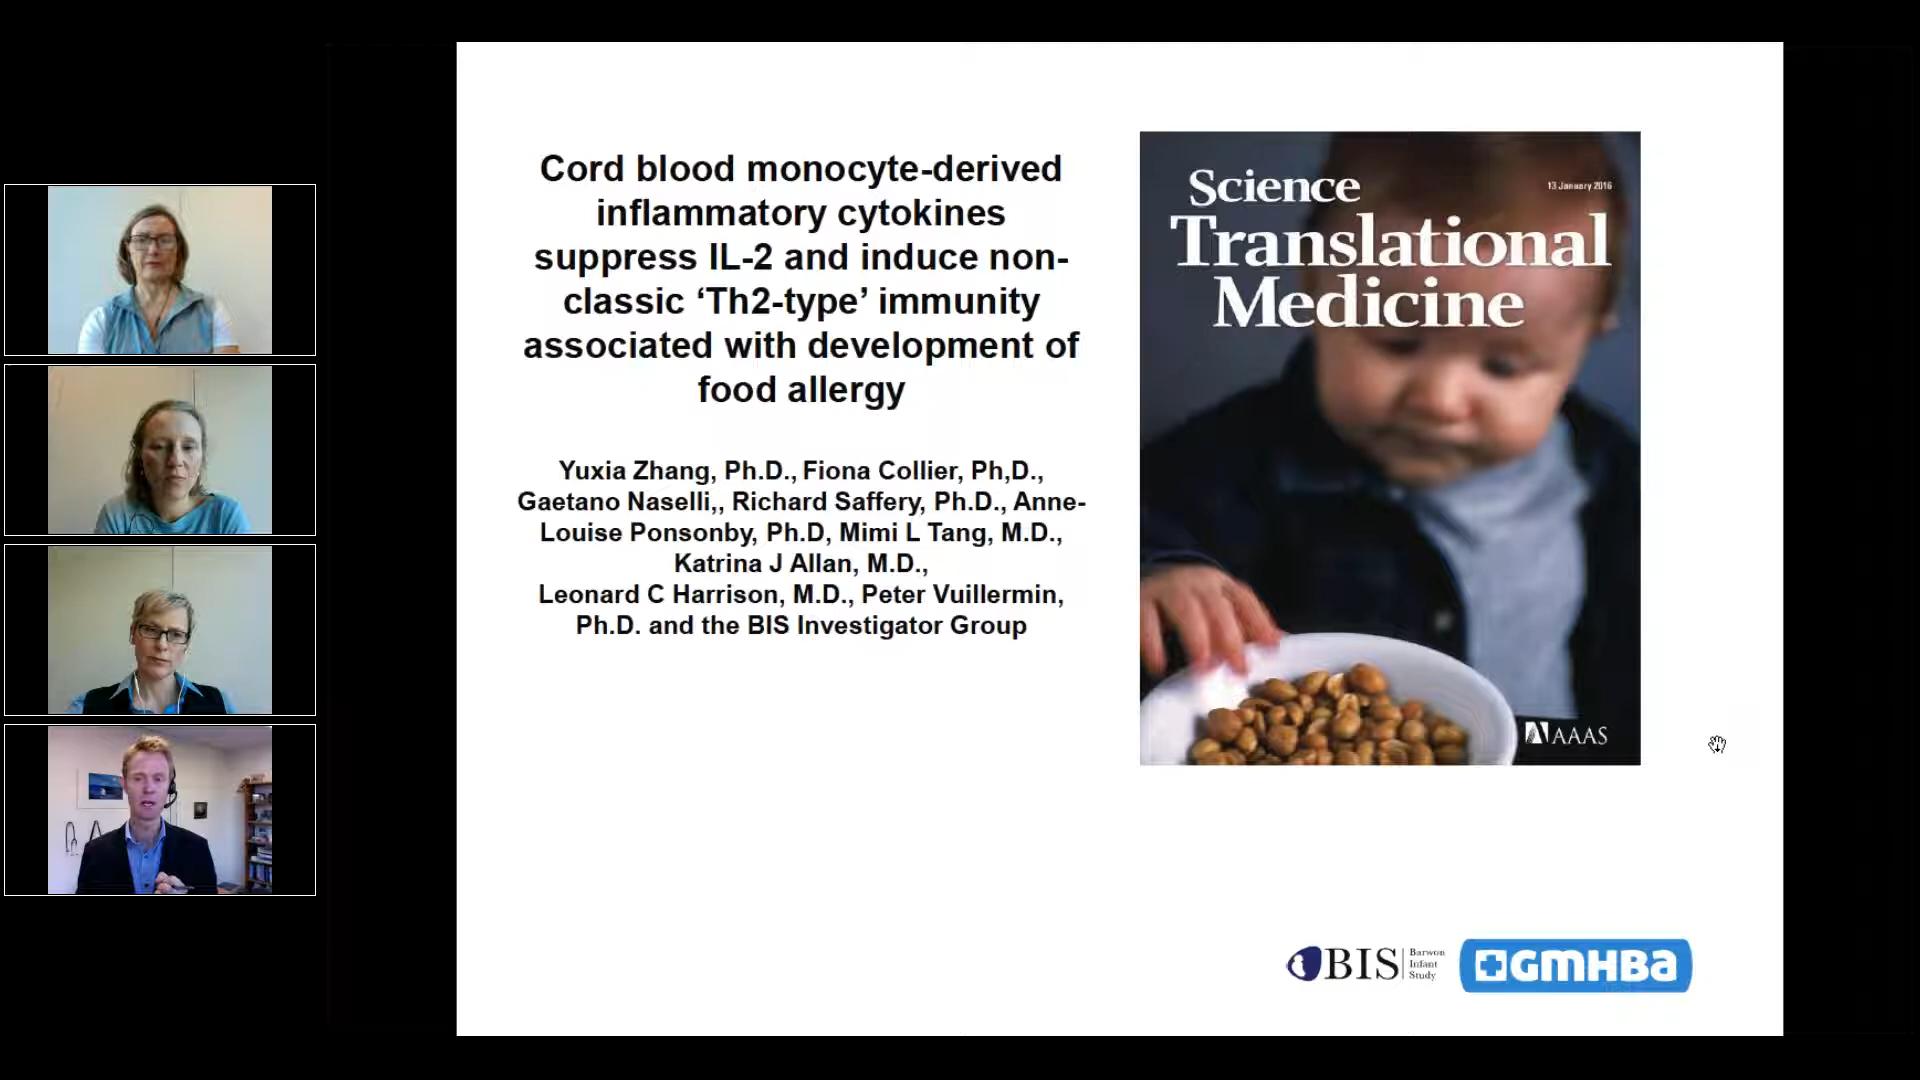 Cord blood monocyte-derived
inflammatory cytokines
suppress IL-2 and induce non-
classic ‘Th2-type’ immunity
associated with development of
food allergy
Yuxia Zhang, Ph.D., Fiona Collier, Ph,D.,
Gaetano Naselli,, Richard Saffery, Ph.D., Anne-
Louise Ponsonby, Ph.D, Mimi L Tang, M.D.,
Katrina J Allan, M.D.,
Leonard C Harrison, M.D., Peter Vuillermin,
Ph.D. and the BIS Investigator Group
13 January 2016
Science
Translational
Medicine
AAAS
BIS
Barwon
Infant
Study
GMHBa